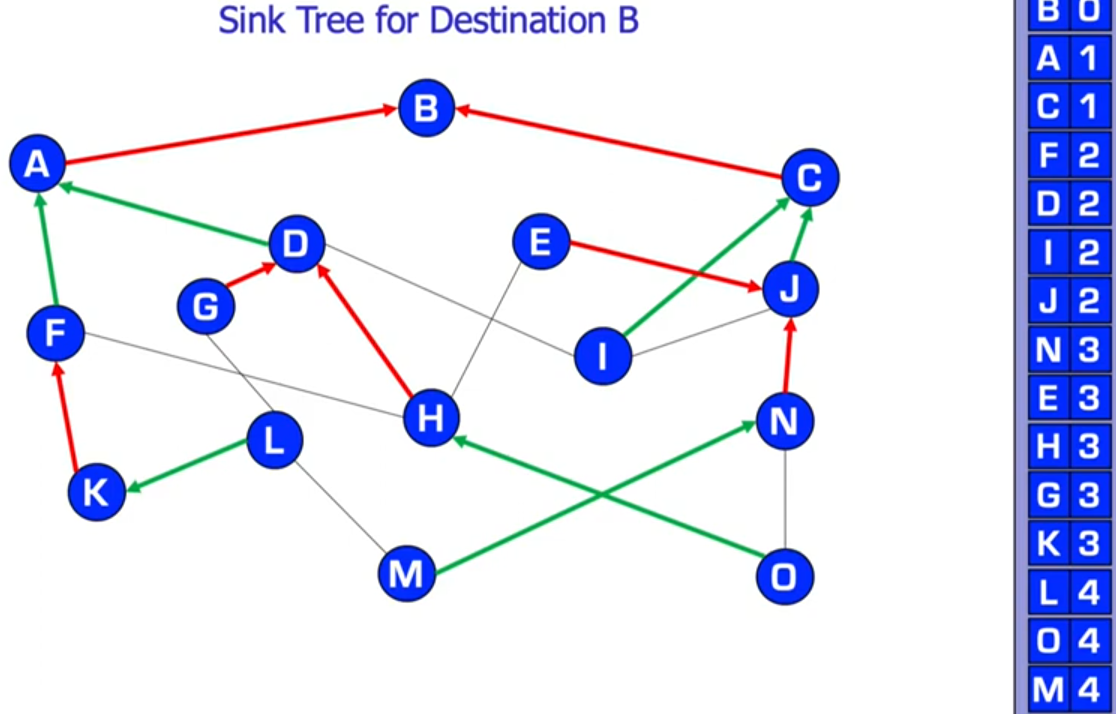 Sink Tree for Destination B
B
A
C
D
E
G
J
F
I
H
N
L
K
M
O
B 0
A 1
C 1
F 2
D 2
I 2
J 2
N 3
E 3
H 3
G 3
K 3
L 4
O 4
M 4